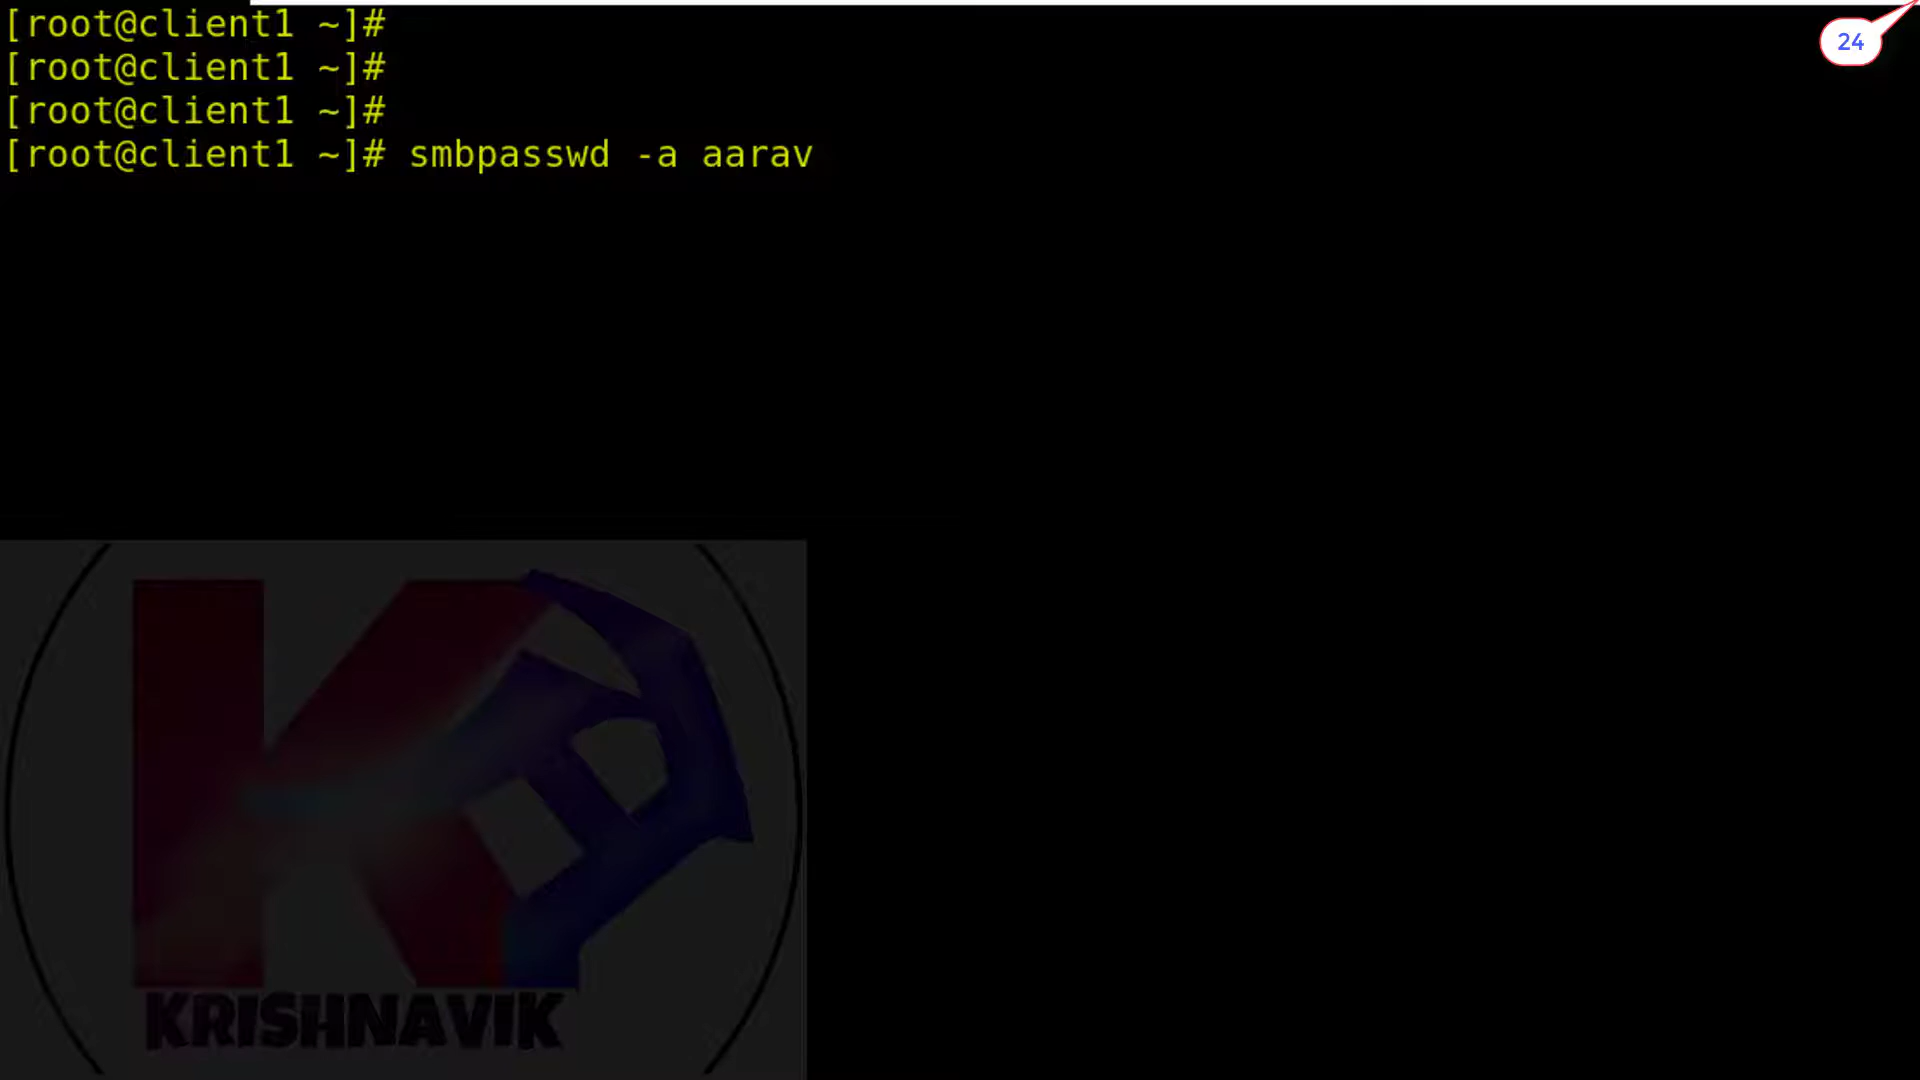 [root@client1 ~]#
24
[root@client1 ~]#
[root@client1 ~]#
[root@client1 ~]# smbpasswd -a aarav
KRISHNAVIK